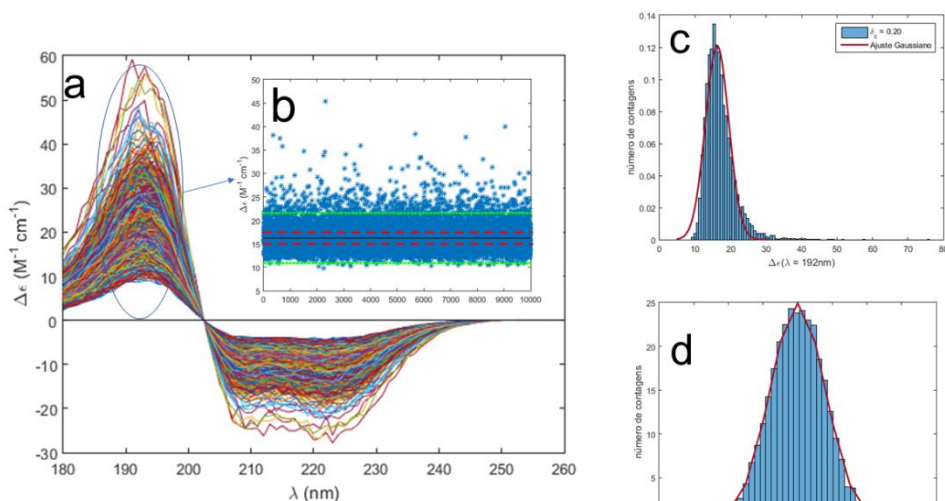 a
60
50
40
30
20
10
0
-10
-20
-30
180 190 200 210 220 230 240 250 260
λ (nm)
Δϵ (M⁻¹ cm⁻¹)
b
50
45
40
35
30
25
20
15
10
5
0 1000 2000 3000 4000 5000 6000 7000 8000 9000 10000
Δϵ (M⁻¹ cm⁻¹)
c
0.14
0.12
0.1
0.08
0.06
0.04
0.02
0
0 10 20 30 40 50 60 70 80
Δϵ(λ = 192nm)
número de contagens
= 0.20
Ajuste Gaussiano
d
25
20
15
10
5
número de contagens